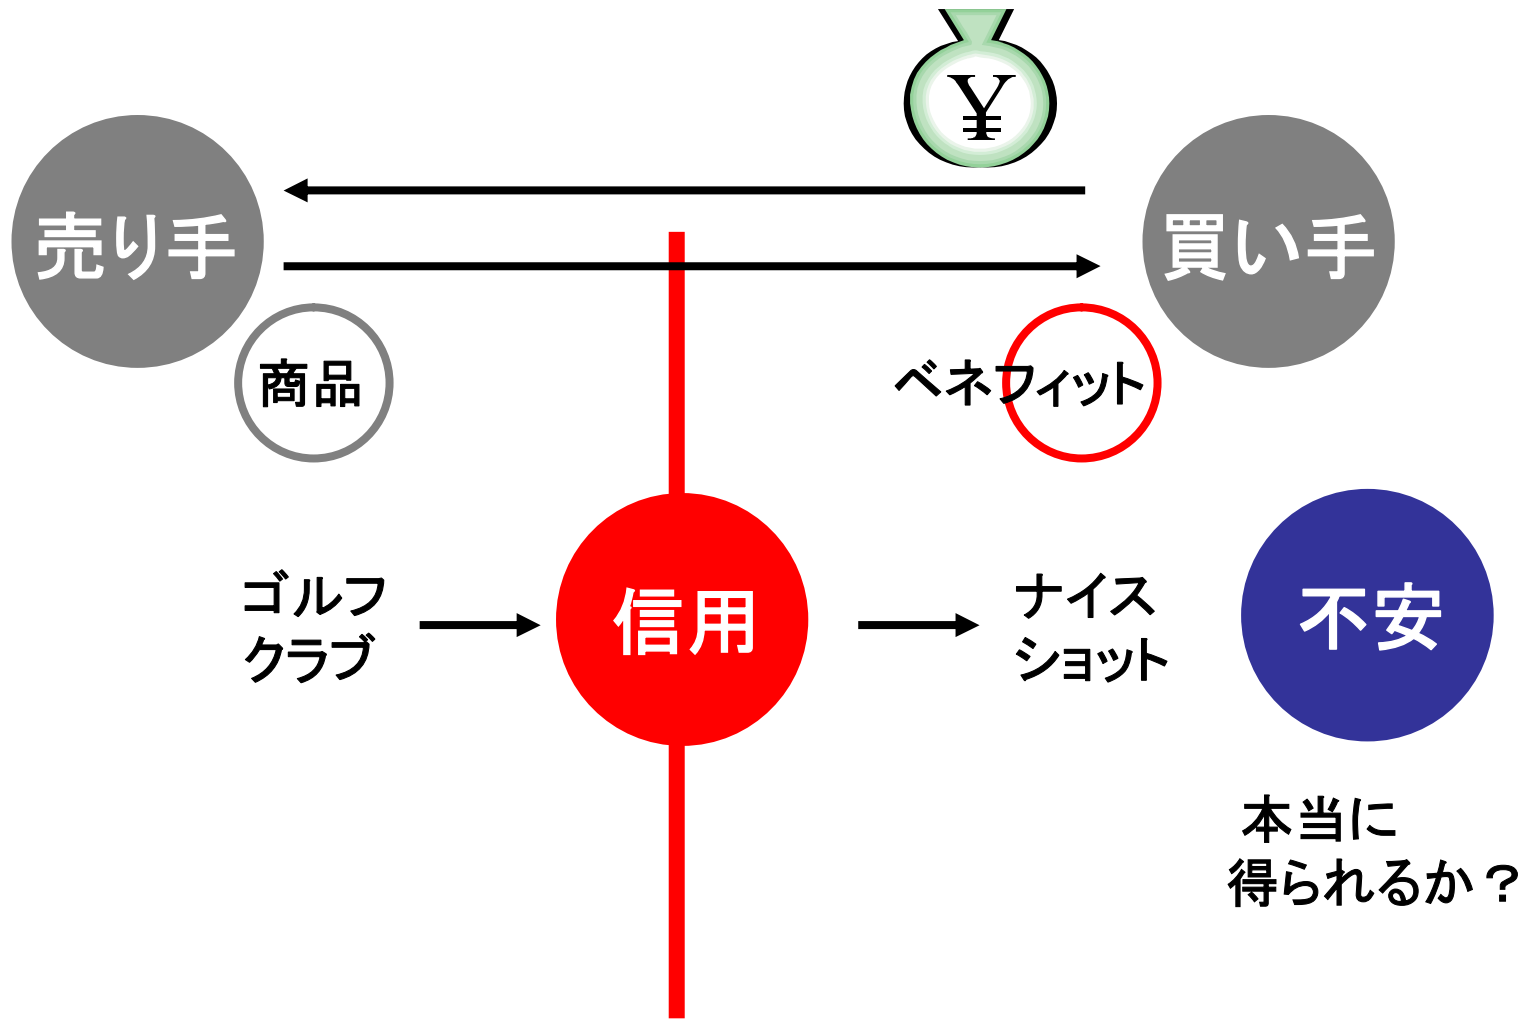 ¥
売り手
買い手
商品
ベネフィット
ゴルフ
クラブ
信用
ナイス
ショット
不安
本当に
得られるか？